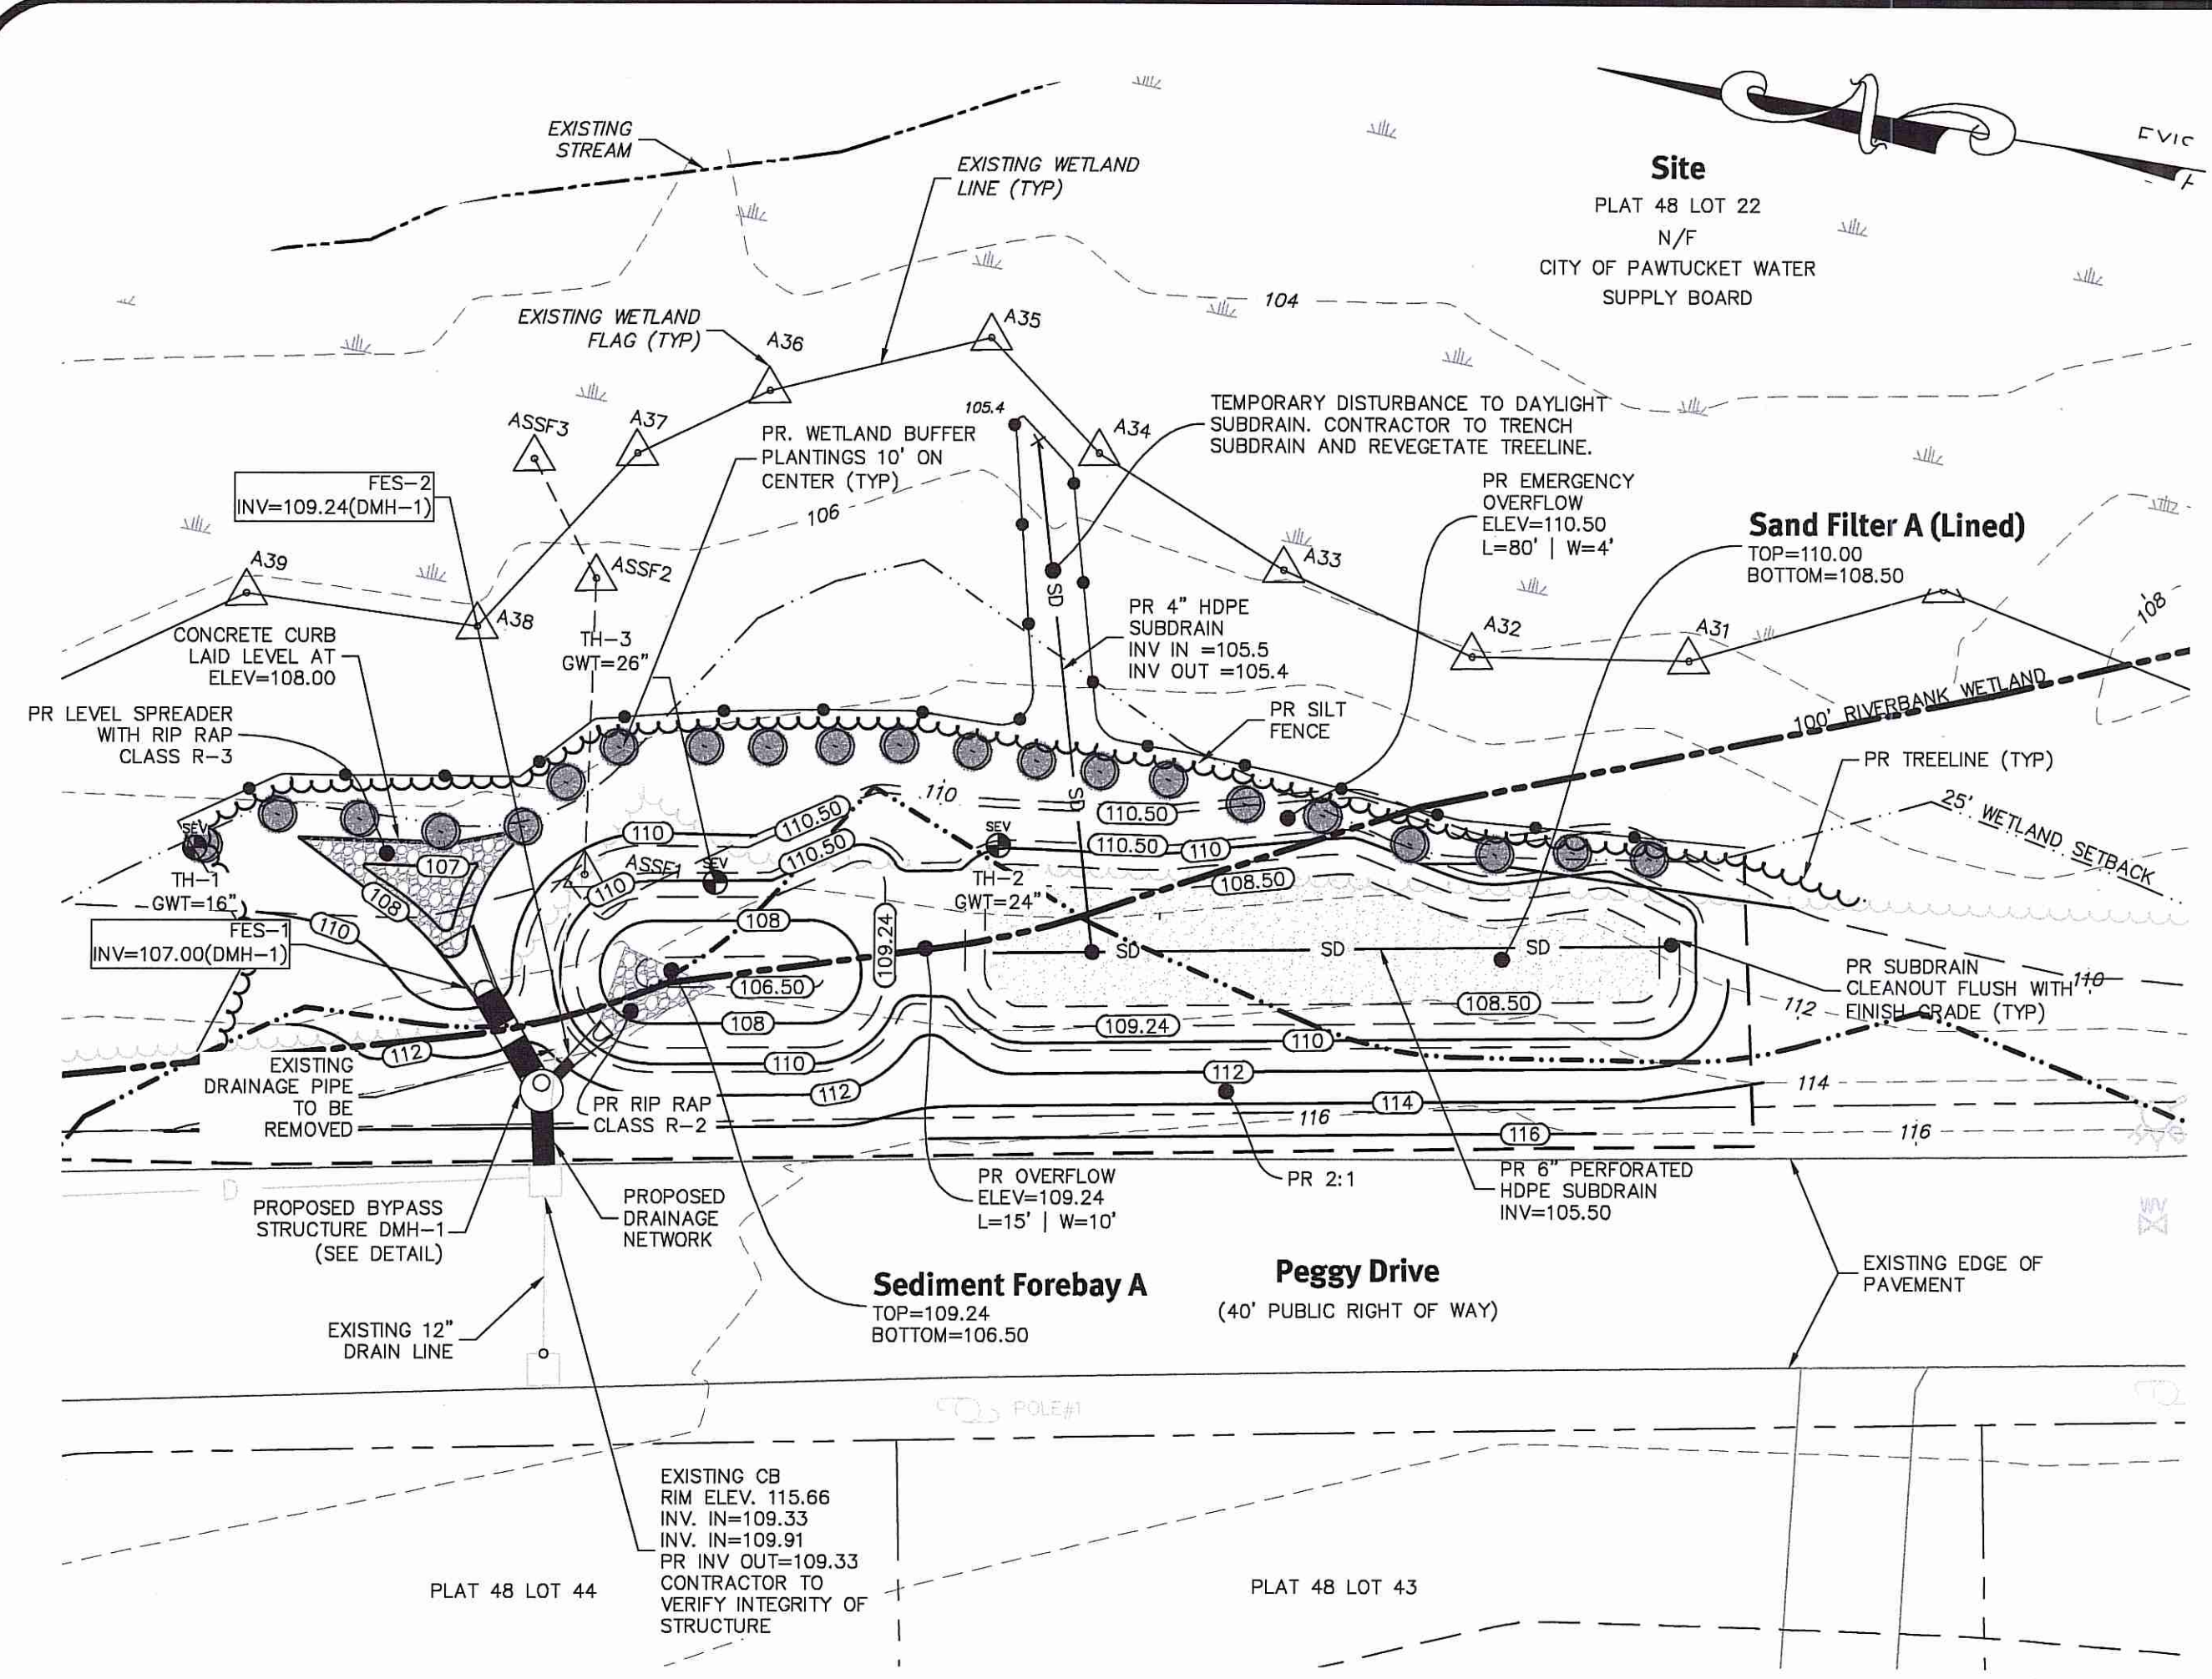 Site
PLAT 48 LOT 22
N/F
CITY OF PAWTUCKET WATER
SUPPLY BOARD
EXISTING
STREAM
EXISTING WETLAND
LINE (TYP)
104
EXISTING WETLAND
FLAG (TYP)
A36
A35
ASSF3
A37
105.4
A34
TEMPORARY DISTURBANCE TO DAYLIGHT
SUBDRAIN. CONTRACTOR TO TRENCH
SUBDRAIN AND REVEGETATE TREELINE.
PR. WETLAND BUFFER
PLANTINGS 10' ON
CENTER (TYP)
106
FES-2
INV=109.24(DMH-1)
PR EMERGENCY
OVERFLOW
ELEV=110.50
L=80' | W=4'
Sand Filter A (Lined)
TOP=110.00
BOTTOM=108.50
A39
ASSF2
A38
A33
A32
A31
108
CONCRETE CURB
LAID LEVEL AT
ELEV=108.00
TH-3
GWT=26"
SD
PR 4" HDPE
SUBDRAIN
INV IN =105.5
INV OUT =105.4
PR LEVEL SPREADER
WITH RIP RAP
CLASS R-3
PR SILT
FENCE
100' RIVERBANK WETLAND
PR TREELINE (TYP)
25' WETLAND SETBACK
110
SD
110.50
110.50
110.50
110.50
110
110
SEV
SEV
SEV
107
108
ASSF1
110
TH-1
GWT=16"
TH-2
GWT=24"
108.50
110
108
109.24
FES-1
INV=107.00(DMH-1)
SD
SD
SD
106.50
108
108.50
109.24
110
110
112
112
112
PR SUBDRAIN
CLEANOUT FLUSH WITH
FINISH GRADE (TYP)
110
112
114
114
116
116
116
EXISTING
DRAINAGE PIPE
TO BE
REMOVED
PR RIP RAP
CLASS R-2
D
PROPOSED BYPASS
STRUCTURE DMH-1
(SEE DETAIL)
PROPOSED
DRAINAGE
NETWORK
PR OVERFLOW
ELEV=109.24
L=15' | W=10'
PR 2:1
PR 6" PERFORATED
HDPE SUBDRAIN
INV=105.50
WV
Sediment Forebay A
TOP=109.24
BOTTOM=106.50
Peggy Drive
(40' PUBLIC RIGHT OF WAY)
EXISTING EDGE OF
PAVEMENT
EXISTING 12"
DRAIN LINE
POLE#1
EXISTING CB
RIM ELEV. 115.66
INV. IN=109.33
INV. IN=109.91
PR INV OUT=109.33
CONTRACTOR TO
VERIFY INTEGRITY OF
STRUCTURE
PLAT 48 LOT 44
PLAT 48 LOT 43